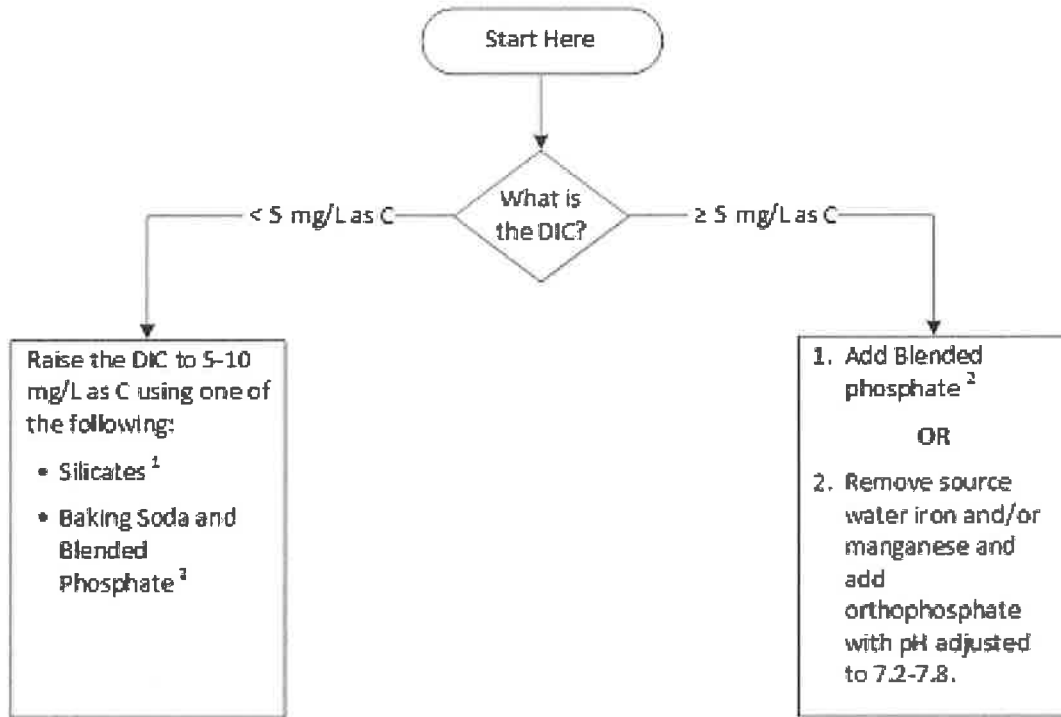 Start Here
What is
the DIC?
< 5 mg/L as C
≥ 5 mg/L as C
Raise the DIC to 5-10
mg/L as C using one of
the following:
• Silicates ¹
• Baking Soda and
Blended
Phosphate ²
1. Add Blended
phosphate ²
OR
2. Remove source
water iron and/or
manganese and
add
orthophosphate
with pH adjusted
to 7.2-7.8.